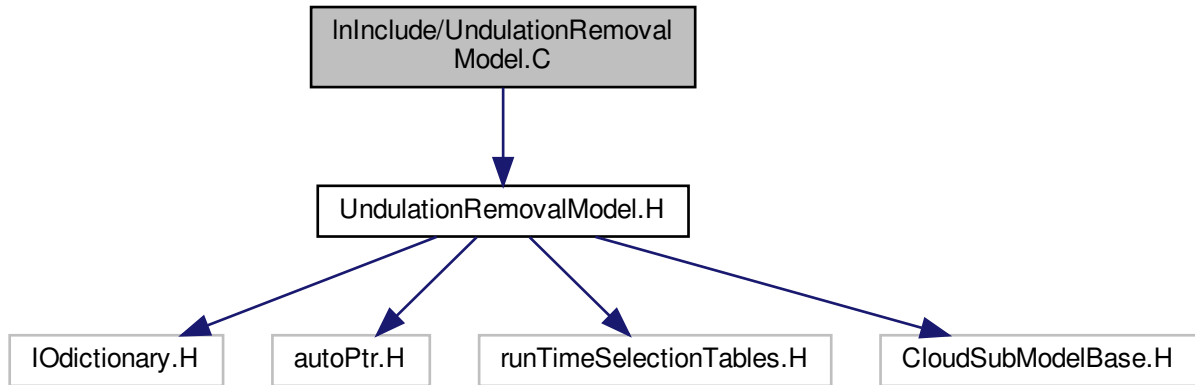 lnInclude/UndulationRemoval
Model.C
UndulationRemovalModel.H
IOdictionary.H
autoPtr.H
runTimeSelectionTables.H
CloudSubModelBase.H